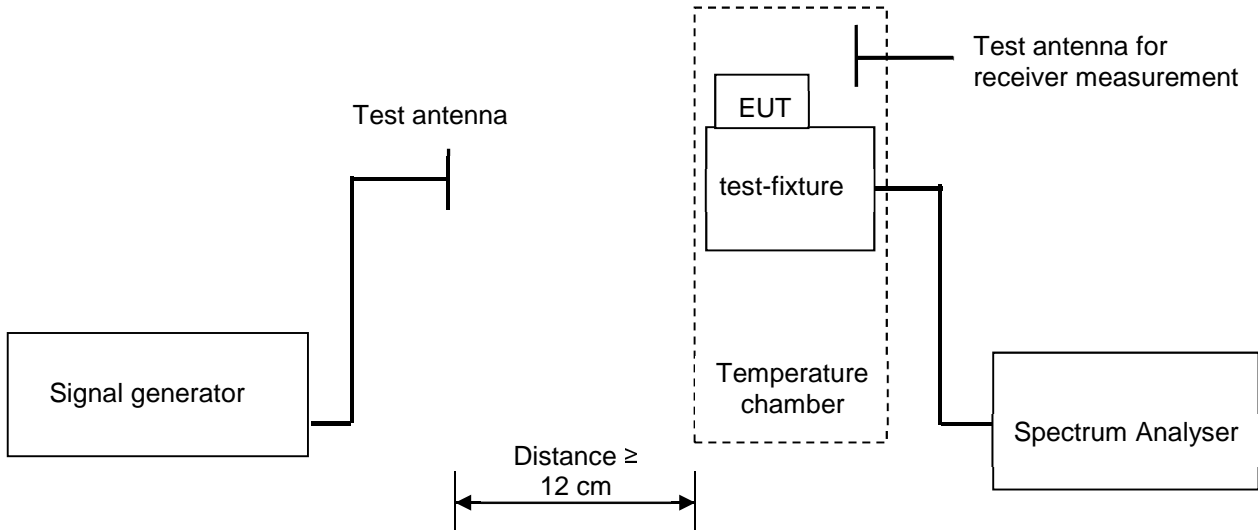 Test antenna for
receiver measurement
EUT
Test antenna
test-fixture
Temperature
chamber
Signal generator
Spectrum Analyser
Distance ≥
12 cm